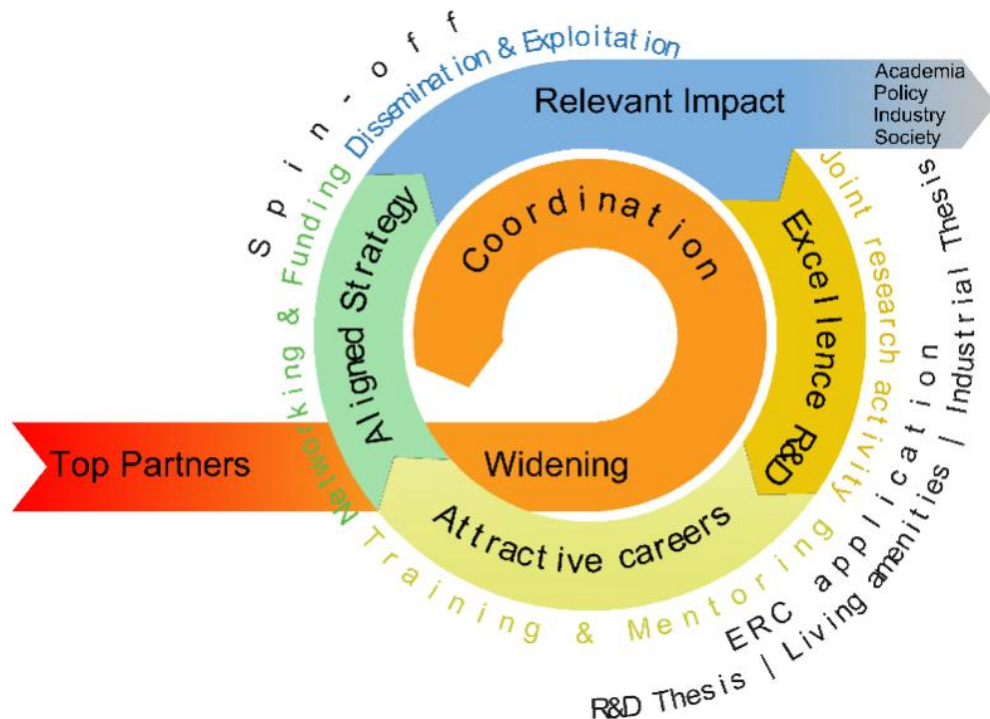 Spin-off
Dissemination & Exploitation
Relevant Impact
Academia
Policy
Industry
Society
Networking & Funding
Aligned Strategy
Coordination
Excellence R&D
Joint research activity
Top Partners
Widening
Attractive careers
Training & Mentoring
ERC application
R&D Thesis | Living amenities | Industrial Thesis